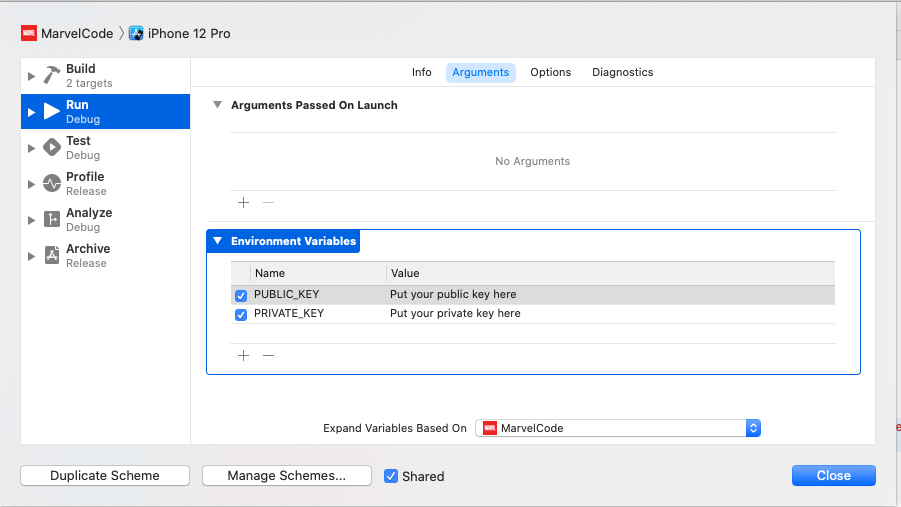 MarvelCode 〉 iPhone 12 Pro
Build
2 targets
Run
Debug
Test
Debug
Profile
Release
Analyze
Debug
Archive
Release
Info Arguments Options Diagnostics
Arguments Passed On Launch
No Arguments
Environment Variables
Name Value
PUBLIC_KEY Put your public key here
PRIVATE_KEY Put your private key here
Expand Variables Based On MarvelCode
Duplicate Scheme Manage Schemes... Shared Close